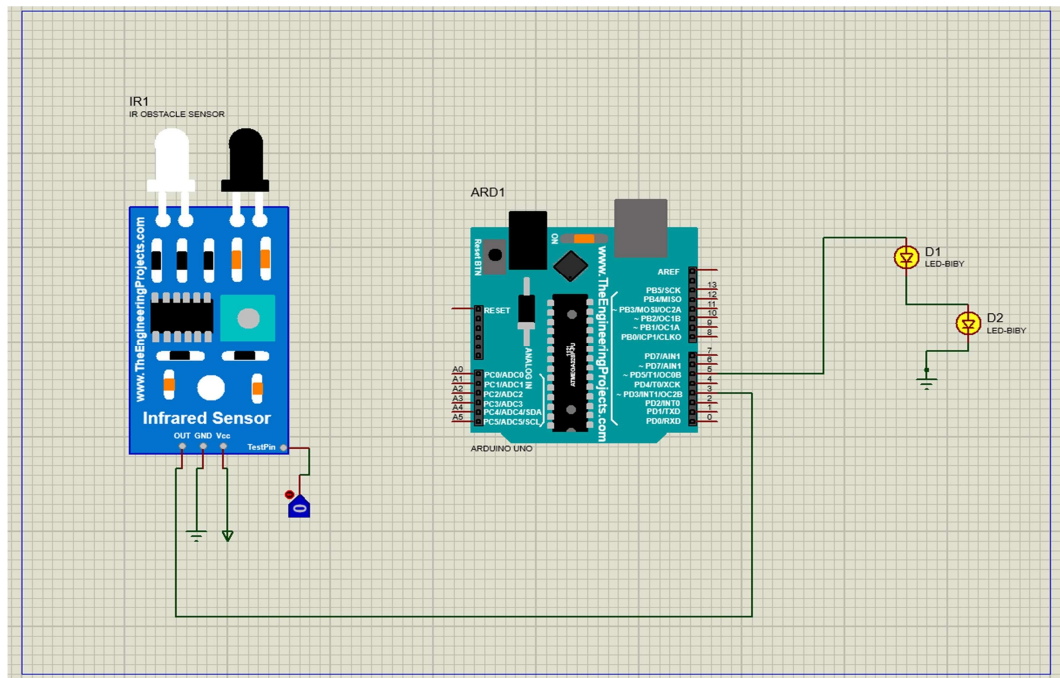 IR1
IR OBSTACLE SENSOR
www.TheEngineeringProjects.com
Infrared Sensor
OUT GND Vcc
TestPin
0
ARD1
Reset BTN
ON
www.TheEngineeringProjects.com
RESET
ANALOG IN
ATMEGA328P-PU
A0 PC0/ADC0
A1 PC1/ADC1
A2 PC2/ADC2
A3 PC3/ADC3
A4 PC4/ADC4/SDA
A5 PC5/ADC5/SCL
AREF
PB5/SCK 13
PB4/MISO 12
~ PB3/MOSI/OC2A 11
~ PB2/OC1B 10
~ PB1/OC1A 9
PB0/ICP1/CLKO 8
PD7/AIN1 7
~ PD7/AIN1 6
~ PD5/T1/OC0B 5
PD4/T0/XCK 4
~ PD3/INT1/OC2B 3
PD2/INT0 2
PD1/TXD 1
PD0/RXD 0
ARDUINO UNO
D1
LED-BIBY
D2
LED-BIBY